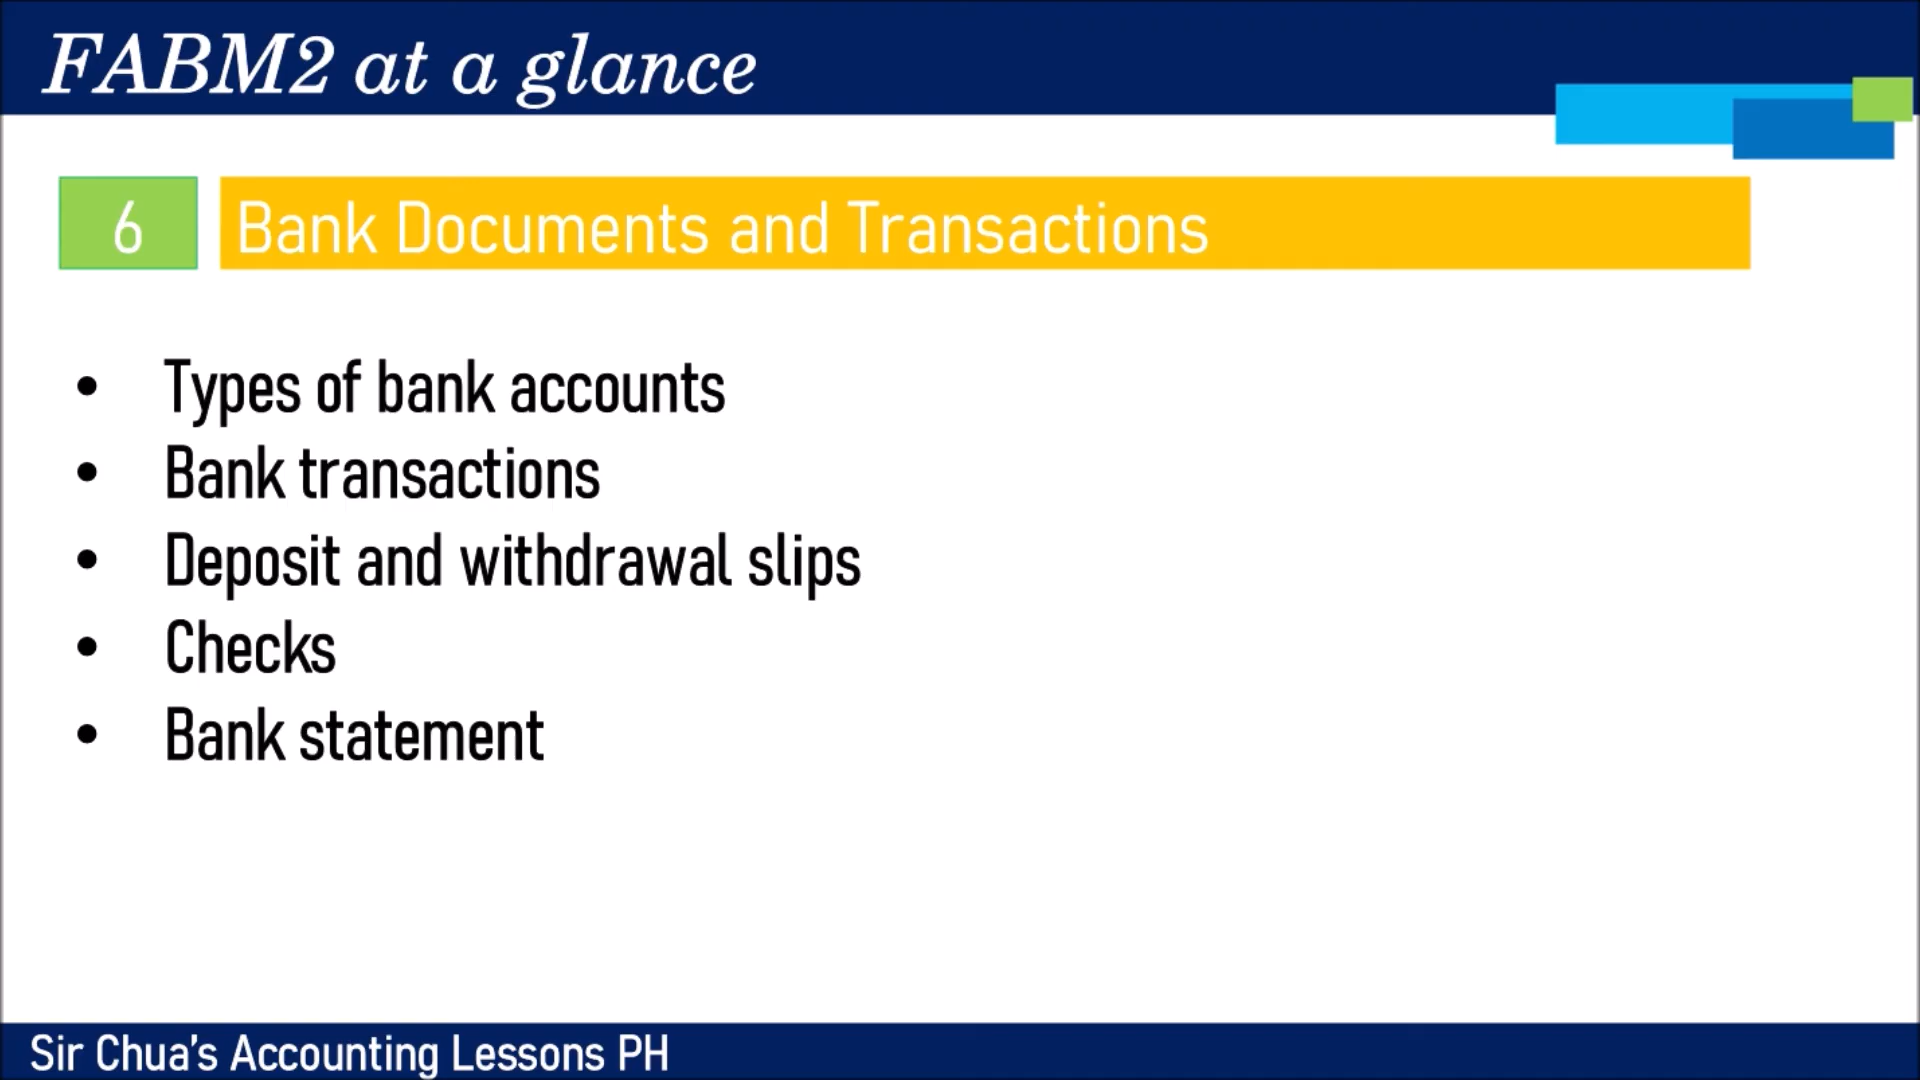 FABM2 at a glance
6 Bank Documents and Transactions
• Types of bank accounts
• Bank transactions
• Deposit and withdrawal slips
• Checks
• Bank statement
Sir Chua's Accounting Lessons PH